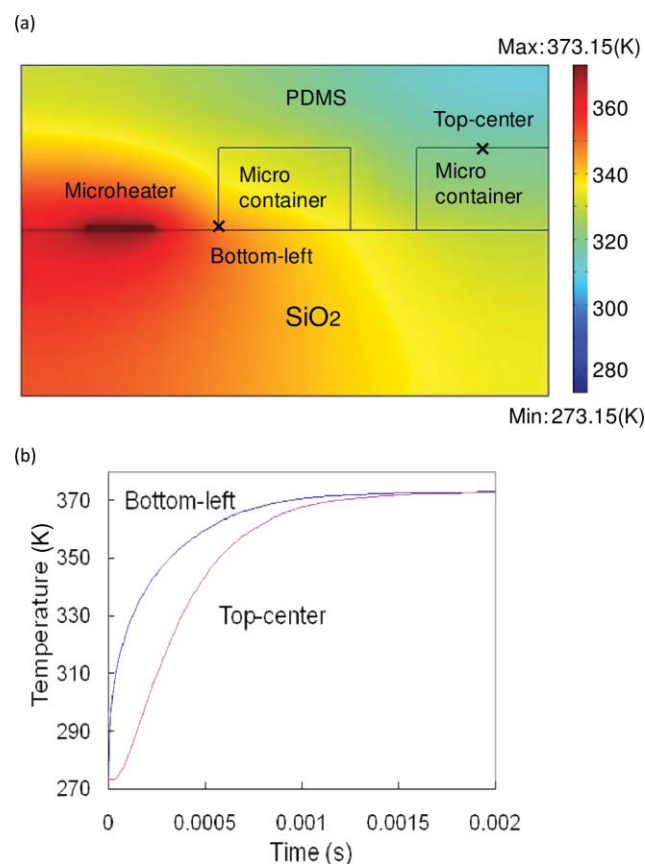 (a)
Max:373.15(K)
PDMS
Top-center
Microheater
Micro
container
Micro
container
Bottom-left
SiO2
360
340
320
300
280
Min:273.15(K)
(b)
Bottom-left
Top-center
Temperature (K)
370
350
330
310
290
270
0
0.0005
0.001
0.0015
0.002
Time (s)